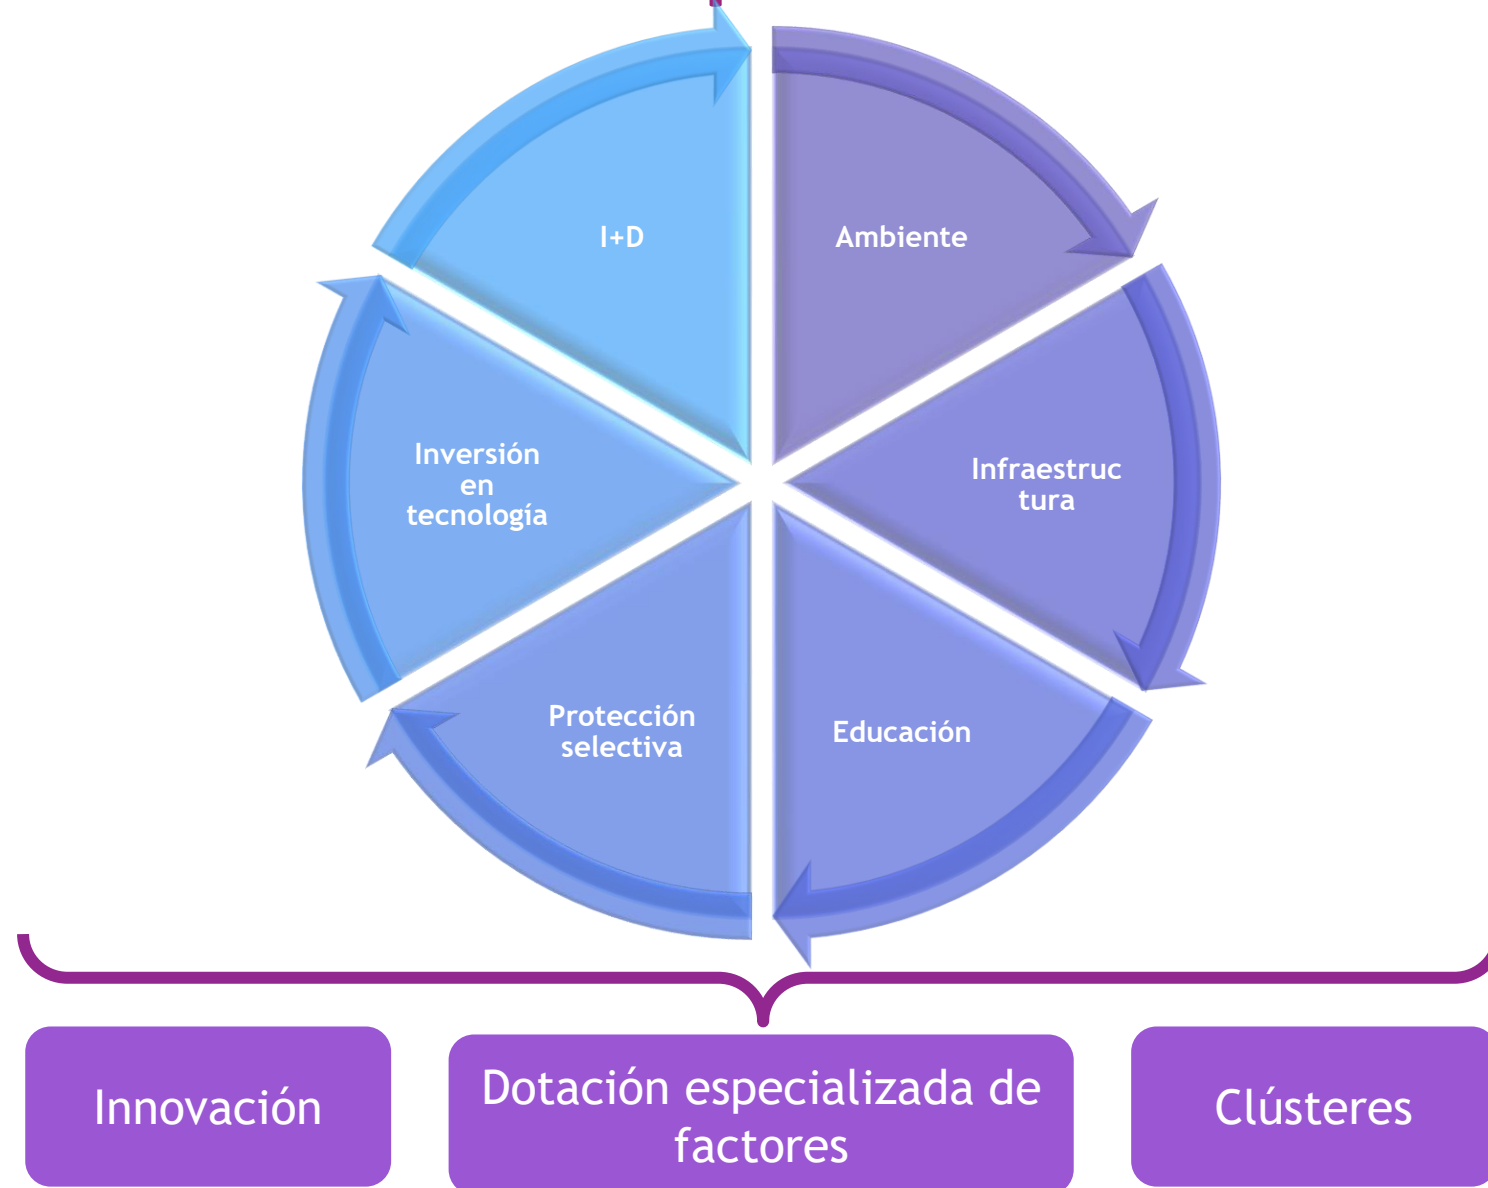 I+D
Ambiente
Inversión
en
tecnología
Infraestruc
tura
Protección
selectiva
Educación
Innovación
Dotación especializada de
factores
Clústeres